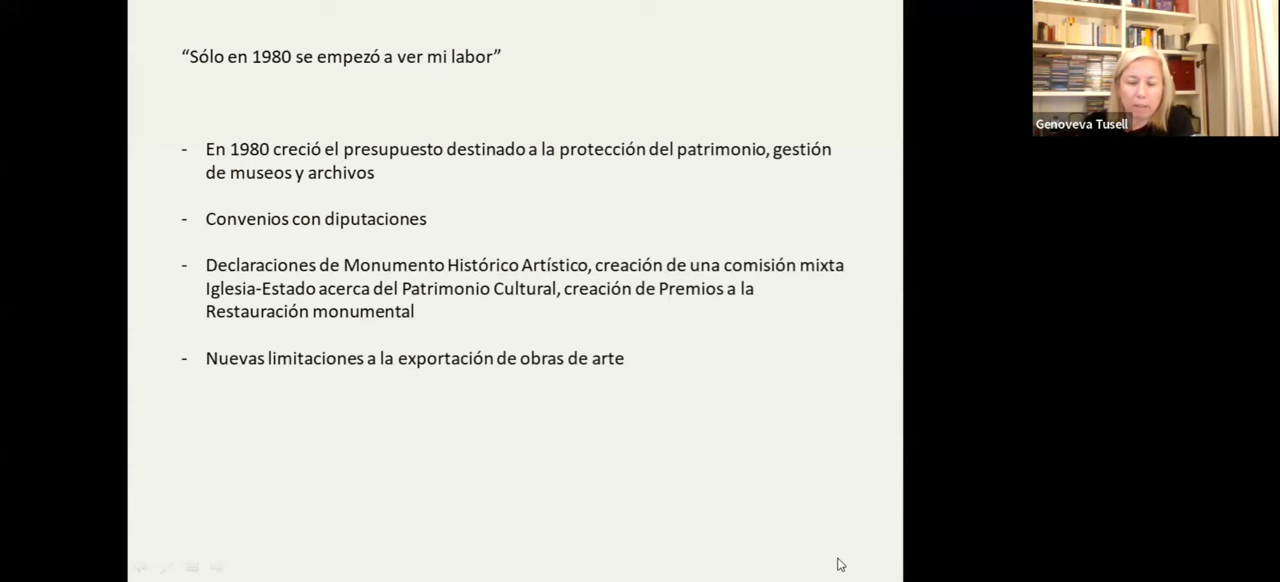 “Sólo en 1980 se empezó a ver mi labor”
- En 1980 creció el presupuesto destinado a la protección del patrimonio, gestión
de museos y archivos
- Convenios con diputaciones
- Declaraciones de Monumento Histórico Artístico, creación de una comisión mixta
Iglesia-Estado acerca del Patrimonio Cultural, creación de Premios a la
Restauración monumental
- Nuevas limitaciones a la exportación de obras de arte
Genoveva Tusell